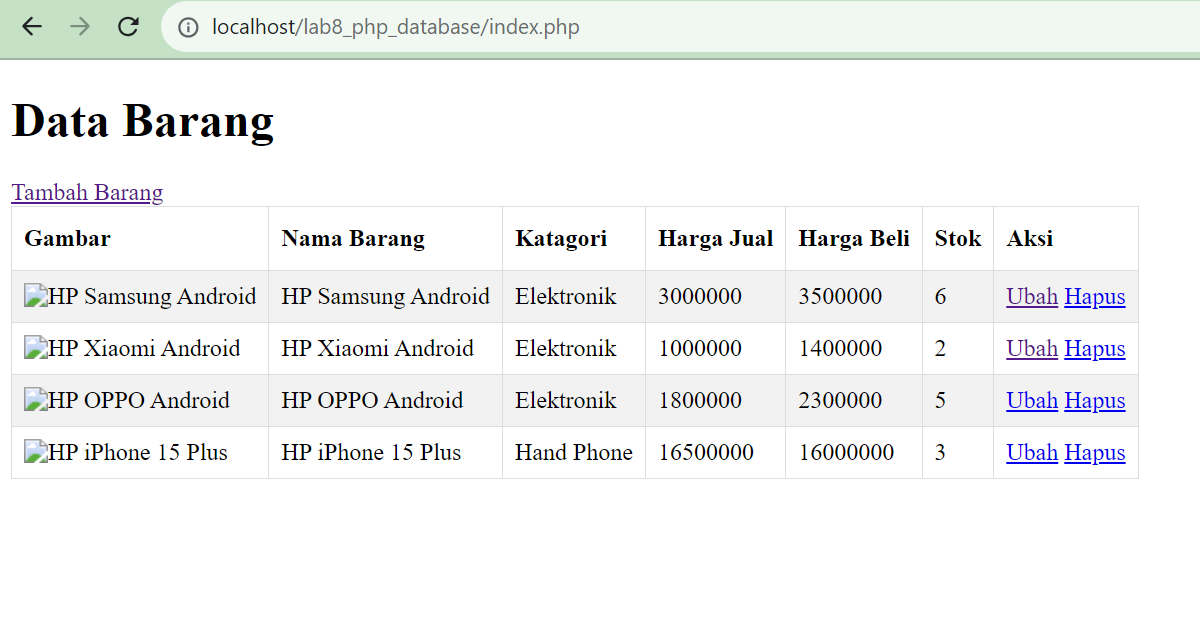 localhost/lab8_php_database/index.php
Data Barang
Tambah Barang
Gambar Nama Barang Katagori Harga Jual Harga Beli Stok Aksi
HP Samsung Android HP Samsung Android Elektronik 3000000 3500000 6 Ubah Hapus
HP Xiaomi Android HP Xiaomi Android Elektronik 1000000 1400000 2 Ubah Hapus
HP OPPO Android HP OPPO Android Elektronik 1800000 2300000 5 Ubah Hapus
HP iPhone 15 Plus HP iPhone 15 Plus Hand Phone 16500000 16000000 3 Ubah Hapus